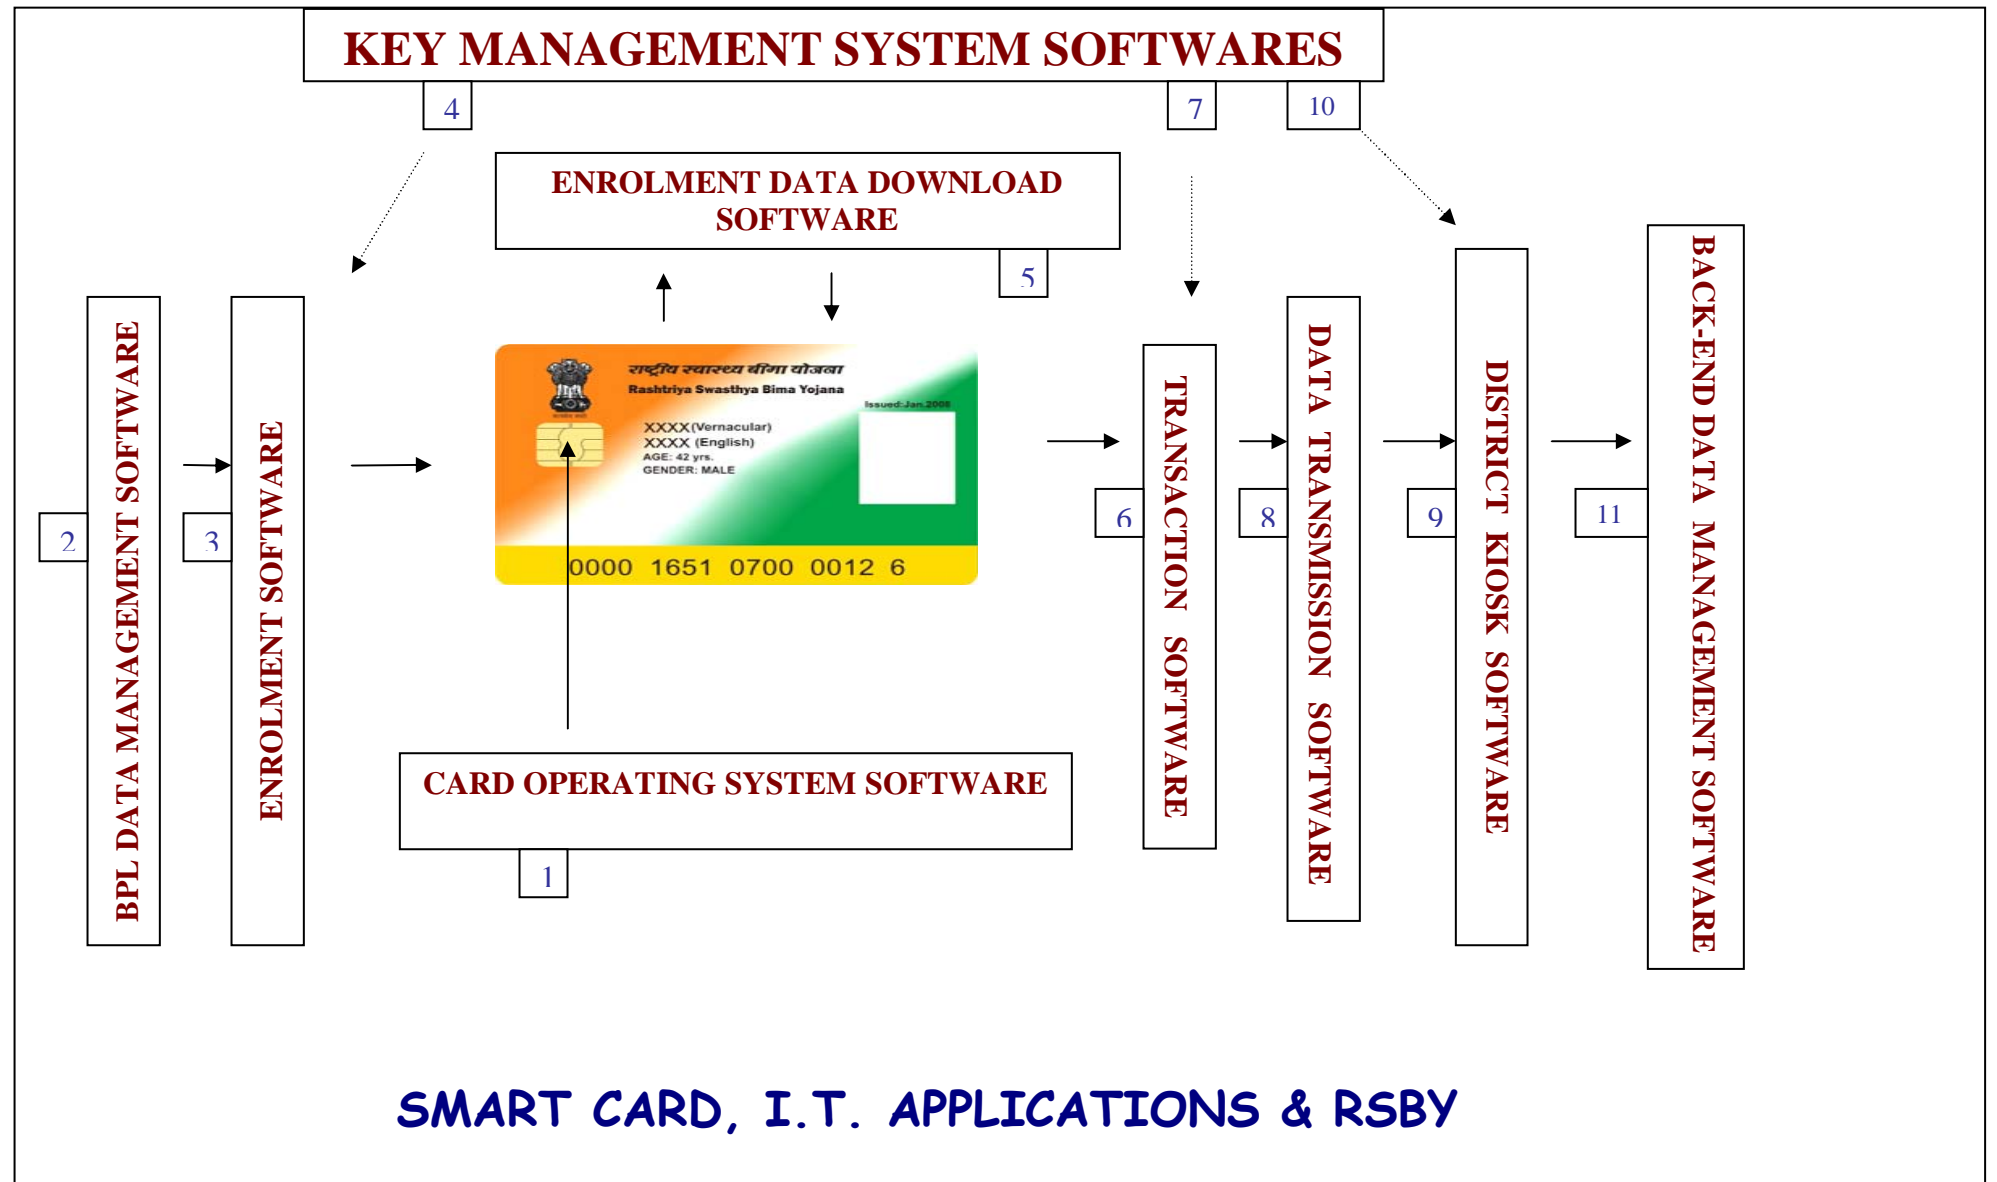 KEY MANAGEMENT SYSTEM SOFTWARES
4
7
10
ENROLMENT DATA DOWNLOAD
SOFTWARE
5
BPL DATA MANAGEMENT SOFTWARE
2
ENROLMENT SOFTWARE
3
राष्ट्रीय स्वास्थ्य बीमा योजना
Rashtriya Swasthya Bima Yojana
Issued:Jan.2008
XXXX(Vernacular)
XXXX (English)
AGE: 42 yrs.
GENDER: MALE
0000 1651 0700 0012 6
CARD OPERATING SYSTEM SOFTWARE
1
TRANSACTION SOFTWARE
6
DATA TRANSMISSION SOFTWARE
8
DISTRICT KIOSK SOFTWARE
9
BACK-END DATA MANAGEMENT SOFTWARE
11
SMART CARD, I.T. APPLICATIONS & RSBY